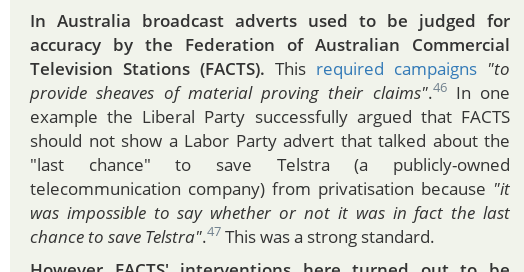 In Australia broadcast adverts used to be judged for
accuracy by the Federation of Australian Commercial
Television Stations (FACTS). This required campaigns "to
provide sheaves of material proving their claims".46 In one
example the Liberal Party successfully argued that FACTS
should not show a Labor Party advert that talked about the
"last chance" to save Telstra (a publicly-owned
telecommunication company) from privatisation because "it
was impossible to say whether or not it was in fact the last
chance to save Telstra".47 This was a strong standard.
However FACTS' interventions here turned out to be